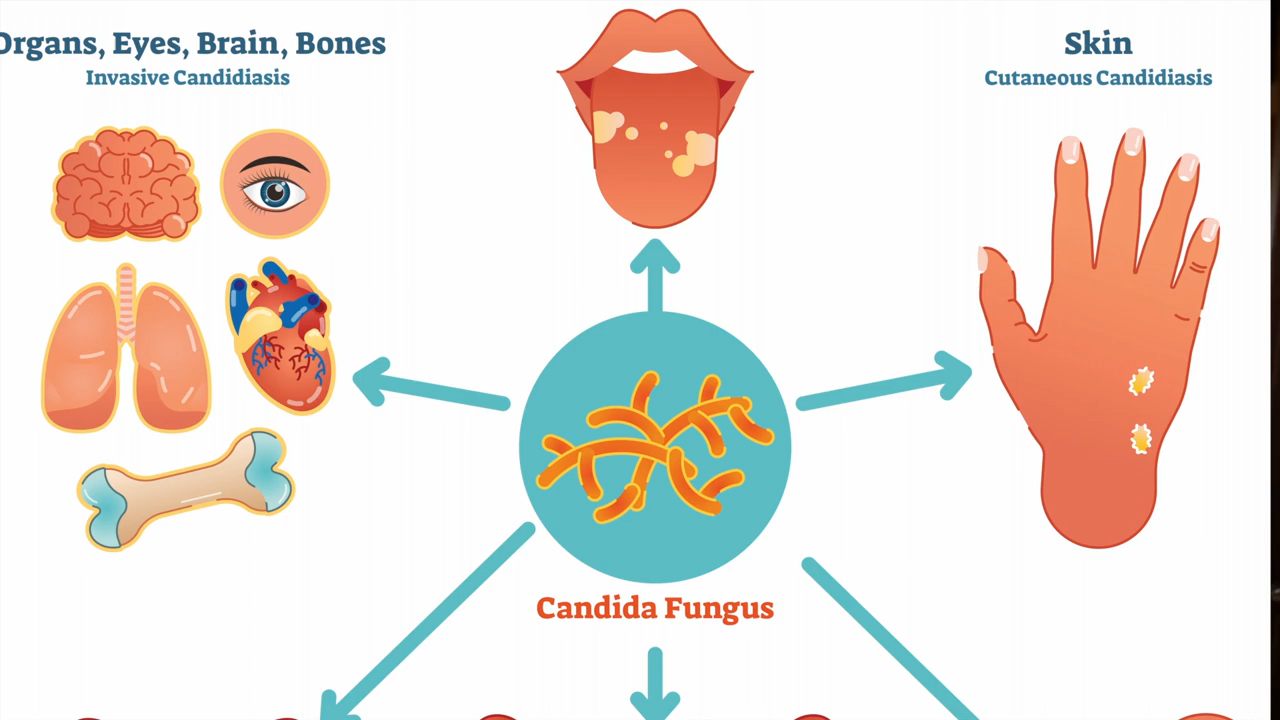 Organs, Eyes, Brain, Bones
Invasive Candidiasis
Skin
Cutaneous Candidiasis
Candida Fungus